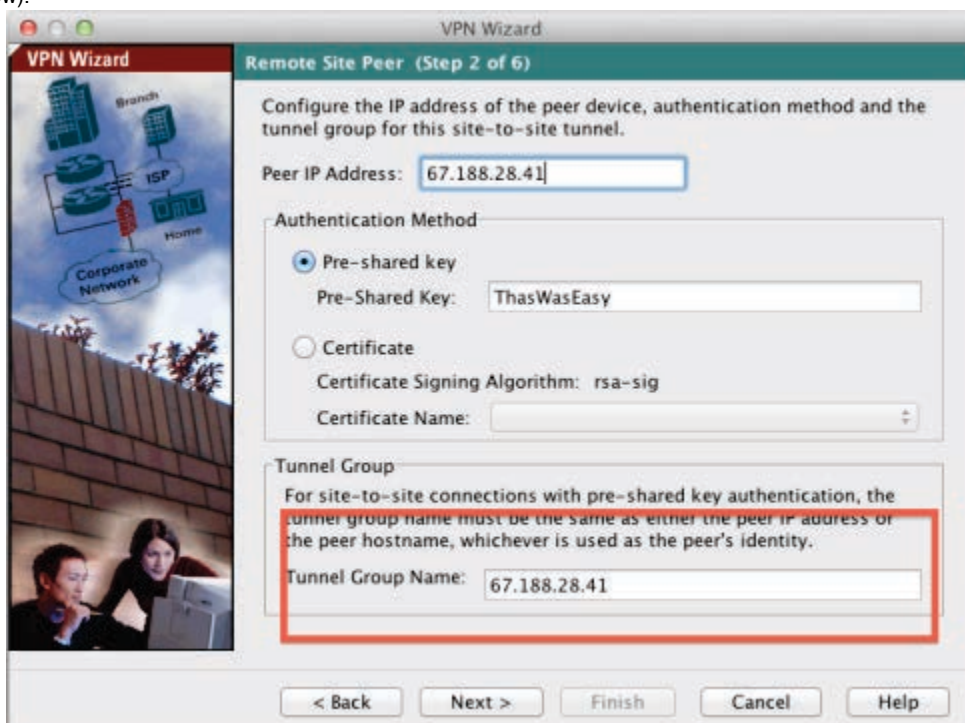 w).
VPN Wizard
VPN Wizard
Remote Site Peer (Step 2 of 6)
Branch
ISP
Home
Corporate
Network
Configure the IP address of the peer device, authentication method and the
tunnel group for this site-to-site tunnel.
Peer IP Address: 67.188.28.41
Authentication Method
Pre-shared key
Pre-Shared Key: ThasWasEasy
Certificate
Certificate Signing Algorithm: rsa-sig
Certificate Name:
Tunnel Group
For site-to-site connections with pre-shared key authentication, the
tunnel group name must be the same as either the peer IP address or
the peer hostname, whichever is used as the peer's identity.
Tunnel Group Name: 67.188.28.41
< Back Next > Finish Cancel Help